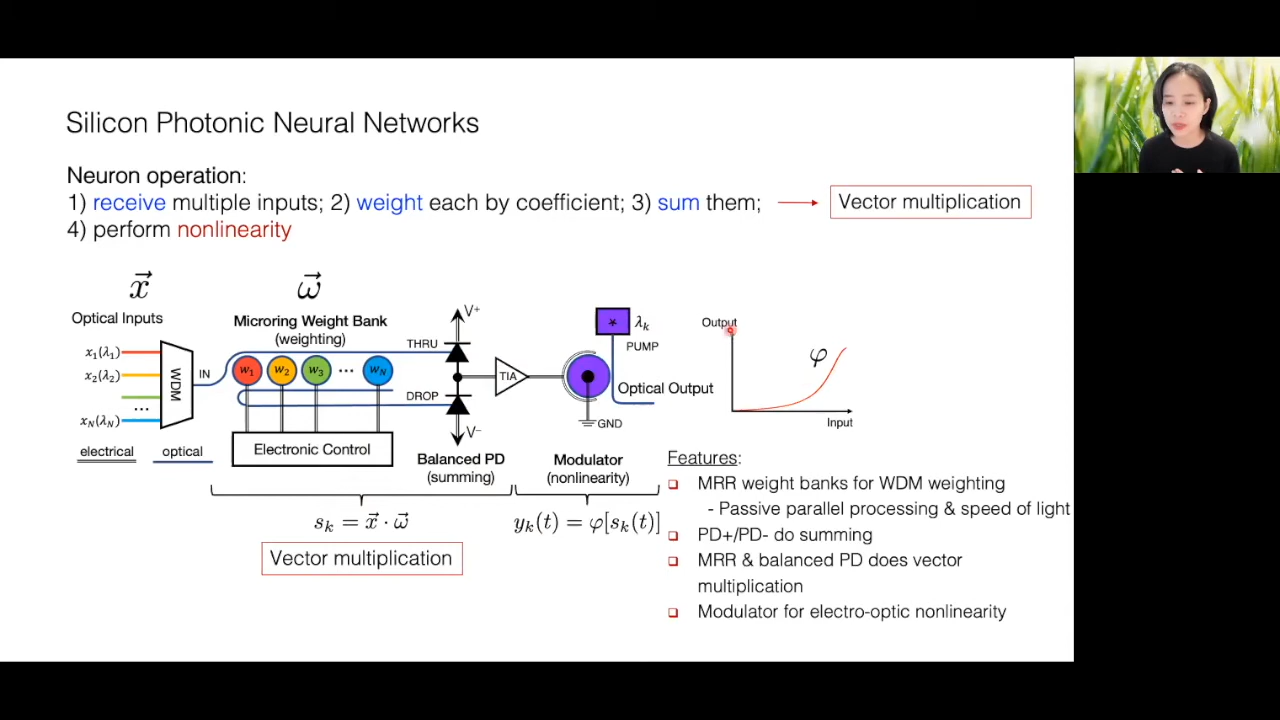 Silicon Photonic Neural Networks
Neuron operation:
1) receive multiple inputs; 2) weight each by coefficient; 3) sum them;
Vector multiplication
4) perform nonlinearity
x⃗
ω⃗
Optical Inputs
Microring Weight Bank
(weighting)
x₁(λ₁)
x₂(λ₂)
...
xN(λN)
WDM
IN
w₁
w₂
w₃
...
wN
THRU
DROP
V⁺
V⁻
TIA
λk
PUMP
Optical Output
GND
Output
φ
Input
electrical
optical
Electronic Control
Balanced PD
(summing)
Modulator
(nonlinearity)
sk = x⃗ · ω⃗
yk(t) = φ[sk(t)]
Vector multiplication
Features:
MRR weight banks for WDM weighting
- Passive parallel processing & speed of light
PD+/PD- do summing
MRR & balanced PD does vector
multiplication
Modulator for electro-optic nonlinearity